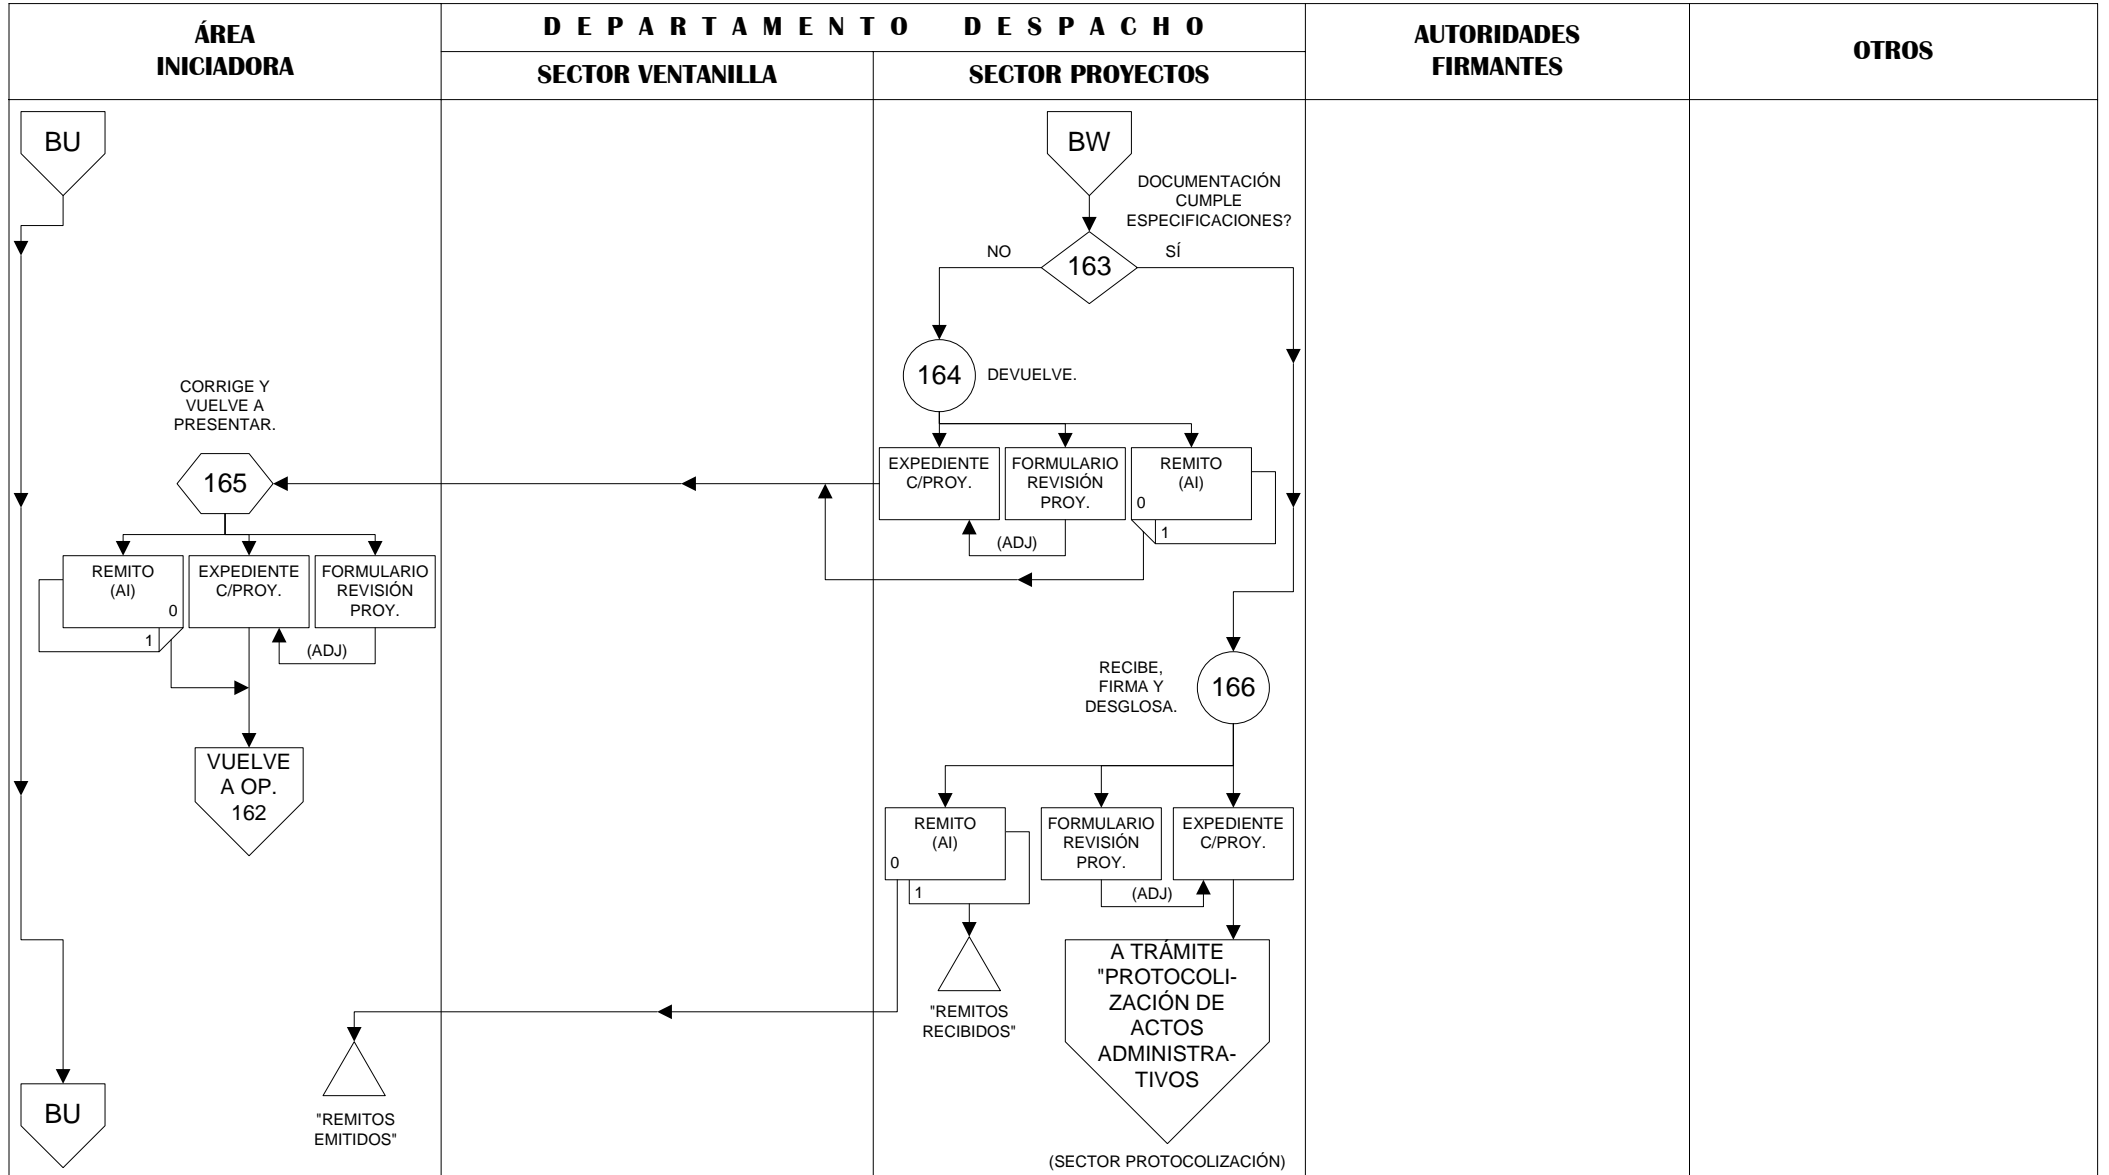 ÁREA
INICIADORA
DEPARTAMENTO DESPACHO
SECTOR VENTANILLA
SECTOR PROYECTOS
AUTORIDADES
FIRMANTES
OTROS
BU
BW
DOCUMENTACIÓN
CUMPLE
ESPECIFICACIONES?
NO
163
SÍ
164
DEVUELVE.
CORRIGE Y
VUELVE A
PRESENTAR.
165
EXPEDIENTE
C/PROY.
FORMULARIO
REVISIÓN
PROY.
REMITO
(AI)
0
1
(ADJ)
REMITO
(AI)
0
1
EXPEDIENTE
C/PROY.
FORMULARIO
REVISIÓN
PROY.
(ADJ)
RECIBE,
FIRMA Y
DESGLOSA.
166
VUELVE
A OP.
162
REMITO
(AI)
0
1
FORMULARIO
REVISIÓN
PROY.
EXPEDIENTE
C/PROY.
(ADJ)
"REMITOS
RECIBIDOS"
A TRÁMITE
"PROTOCOLI-
ZACIÓN DE
ACTOS
ADMINISTRA-
TIVOS
BU
"REMITOS
EMITIDOS"
(SECTOR PROTOCOLIZACIÓN)